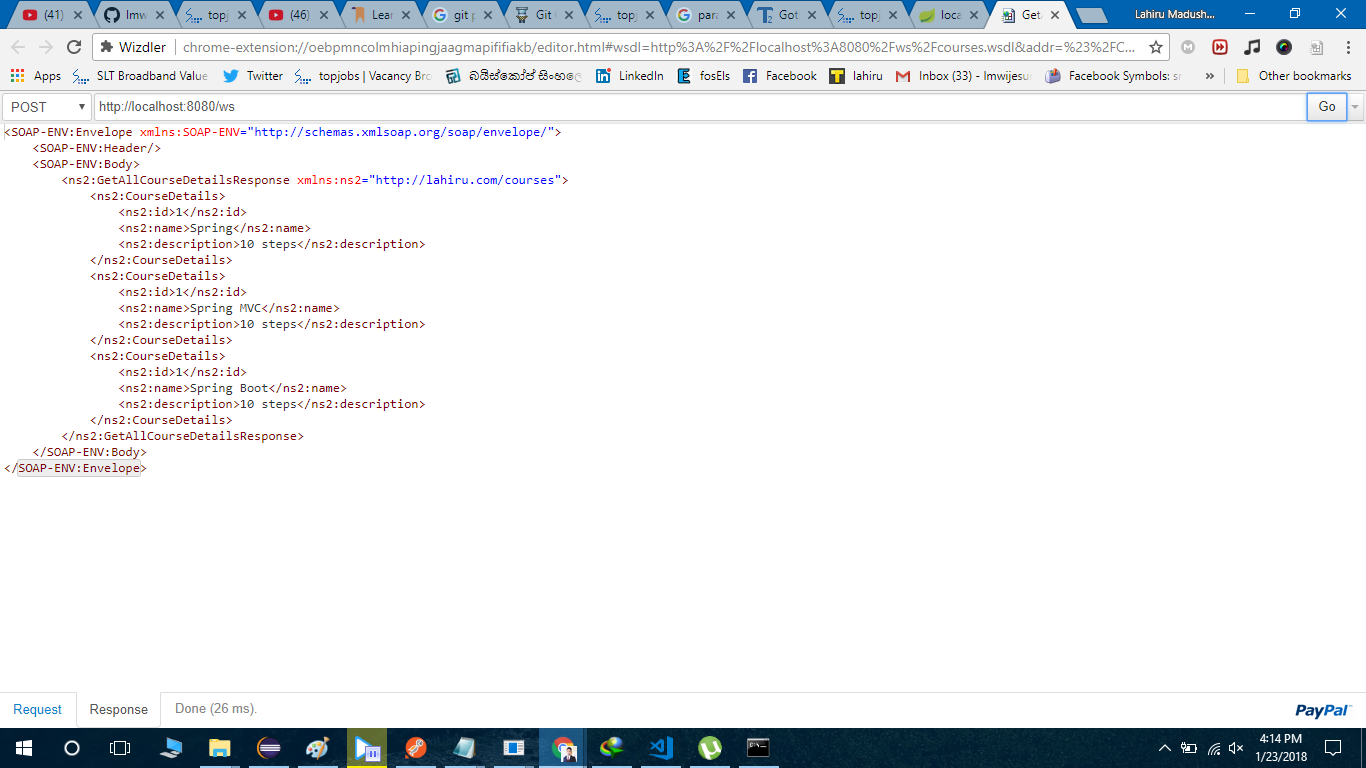 (41) Imw topj (46) Lear git p Git topj para Got topj loca Get Lahiru Madush...
Wizdler chrome-extension://oebpmncolmhiapingjaagmapififiakb/editor.html#wsdl=http%3A%2F%2Flocalhost%3A8080%2Fws%2Fcourses.wsdl&addr=%23%2FC...
Apps SLT Broadband Value Twitter topjobs | Vacancy Bro බයිස්කෝප් සිංහලෙ LinkedIn fosEls Facebook lahiru Inbox (33) - lmwijesu Facebook Symbols: sm » Other bookmarks
POST http://localhost:8080/ws Go
<SOAP-ENV:Envelope xmlns:SOAP-ENV="http://schemas.xmlsoap.org/soap/envelope/">
<SOAP-ENV:Header/>
<SOAP-ENV:Body>
<ns2:GetAllCourseDetailsResponse xmlns:ns2="http://lahiru.com/courses">
<ns2:CourseDetails>
<ns2:id>1</ns2:id>
<ns2:name>Spring</ns2:name>
<ns2:description>10 steps</ns2:description>
</ns2:CourseDetails>
<ns2:CourseDetails>
<ns2:id>1</ns2:id>
<ns2:name>Spring MVC</ns2:name>
<ns2:description>10 steps</ns2:description>
</ns2:CourseDetails>
<ns2:CourseDetails>
<ns2:id>1</ns2:id>
<ns2:name>Spring Boot</ns2:name>
<ns2:description>10 steps</ns2:description>
</ns2:CourseDetails>
</ns2:GetAllCourseDetailsResponse>
</SOAP-ENV:Body>
</SOAP-ENV:Envelope>
Request Response Done (26 ms). PayPal
4:14 PM
1/23/2018